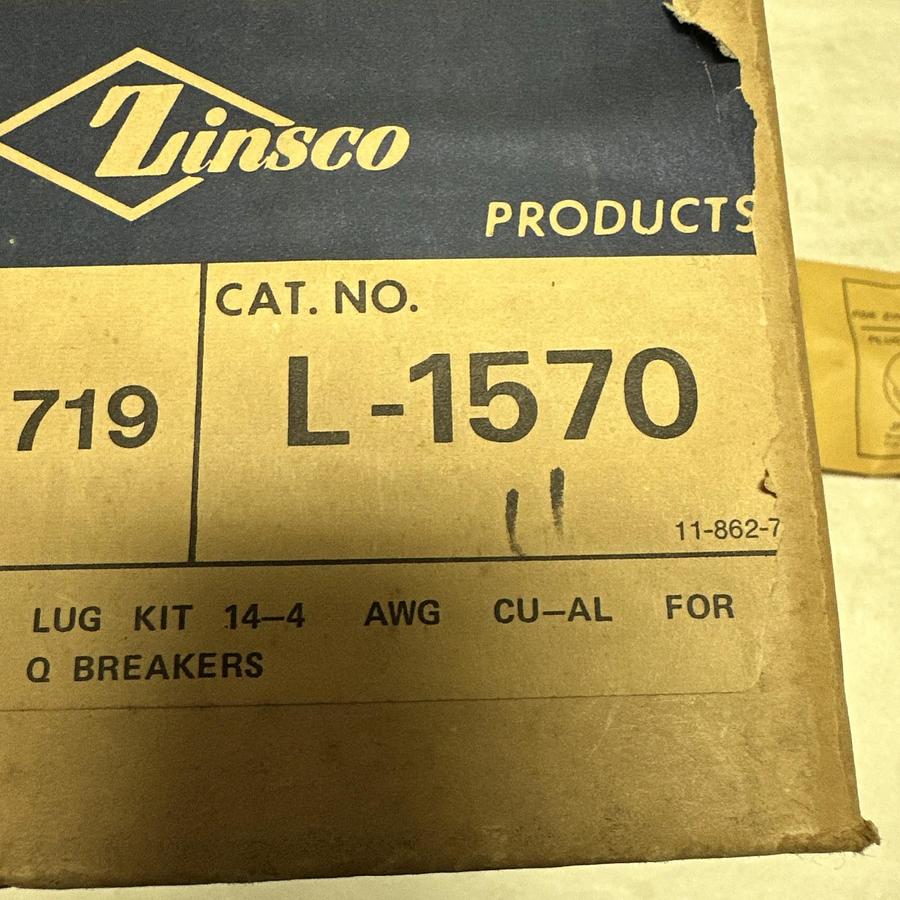 Zinsco
PRODUCTS
CAT. NO.
719
L-1570
11
11-862-7
LUG KIT 14-4 AWG CU-AL FOR
Q BREAKERS